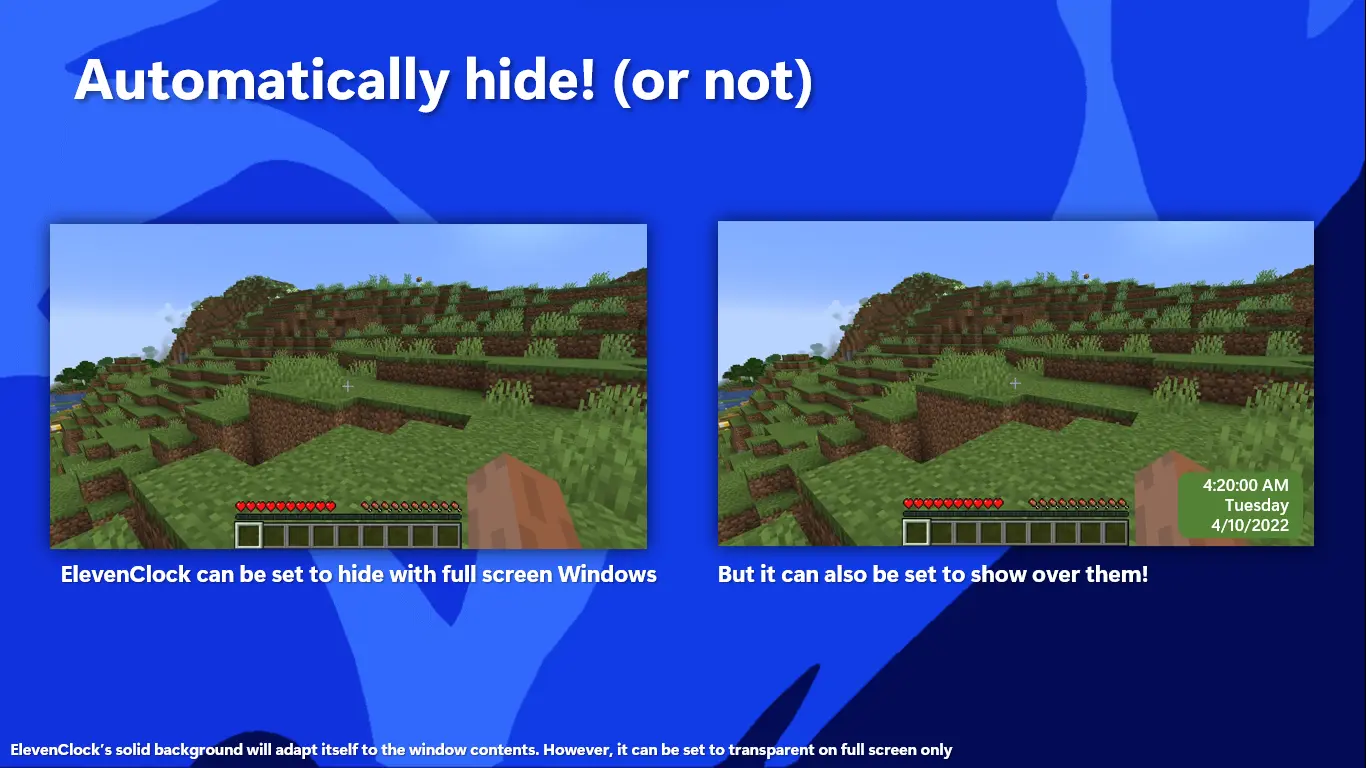 Automatically hide! (or not)
4:20:00 AM
Tuesday
4/10/2022
ElevenClock can be set to hide with full screen Windows
But it can also be set to show over them!
ElevenClock’s solid background will adapt itself to the window contents. However, it can be set to transparent on full screen only